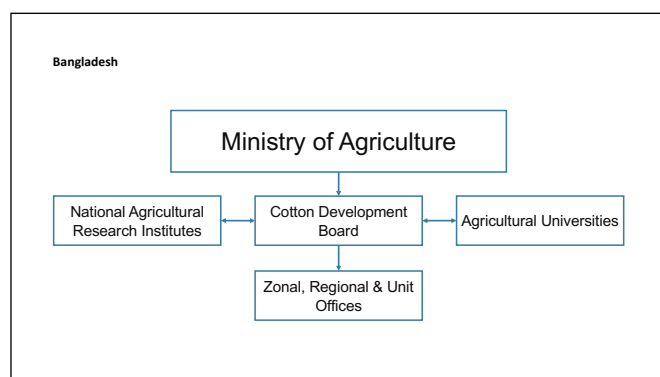 Bangladesh
Ministry of Agriculture
National Agricultural
Research Institutes
Cotton Development
Board
Agricultural Universities
Zonal, Regional & Unit
Offices